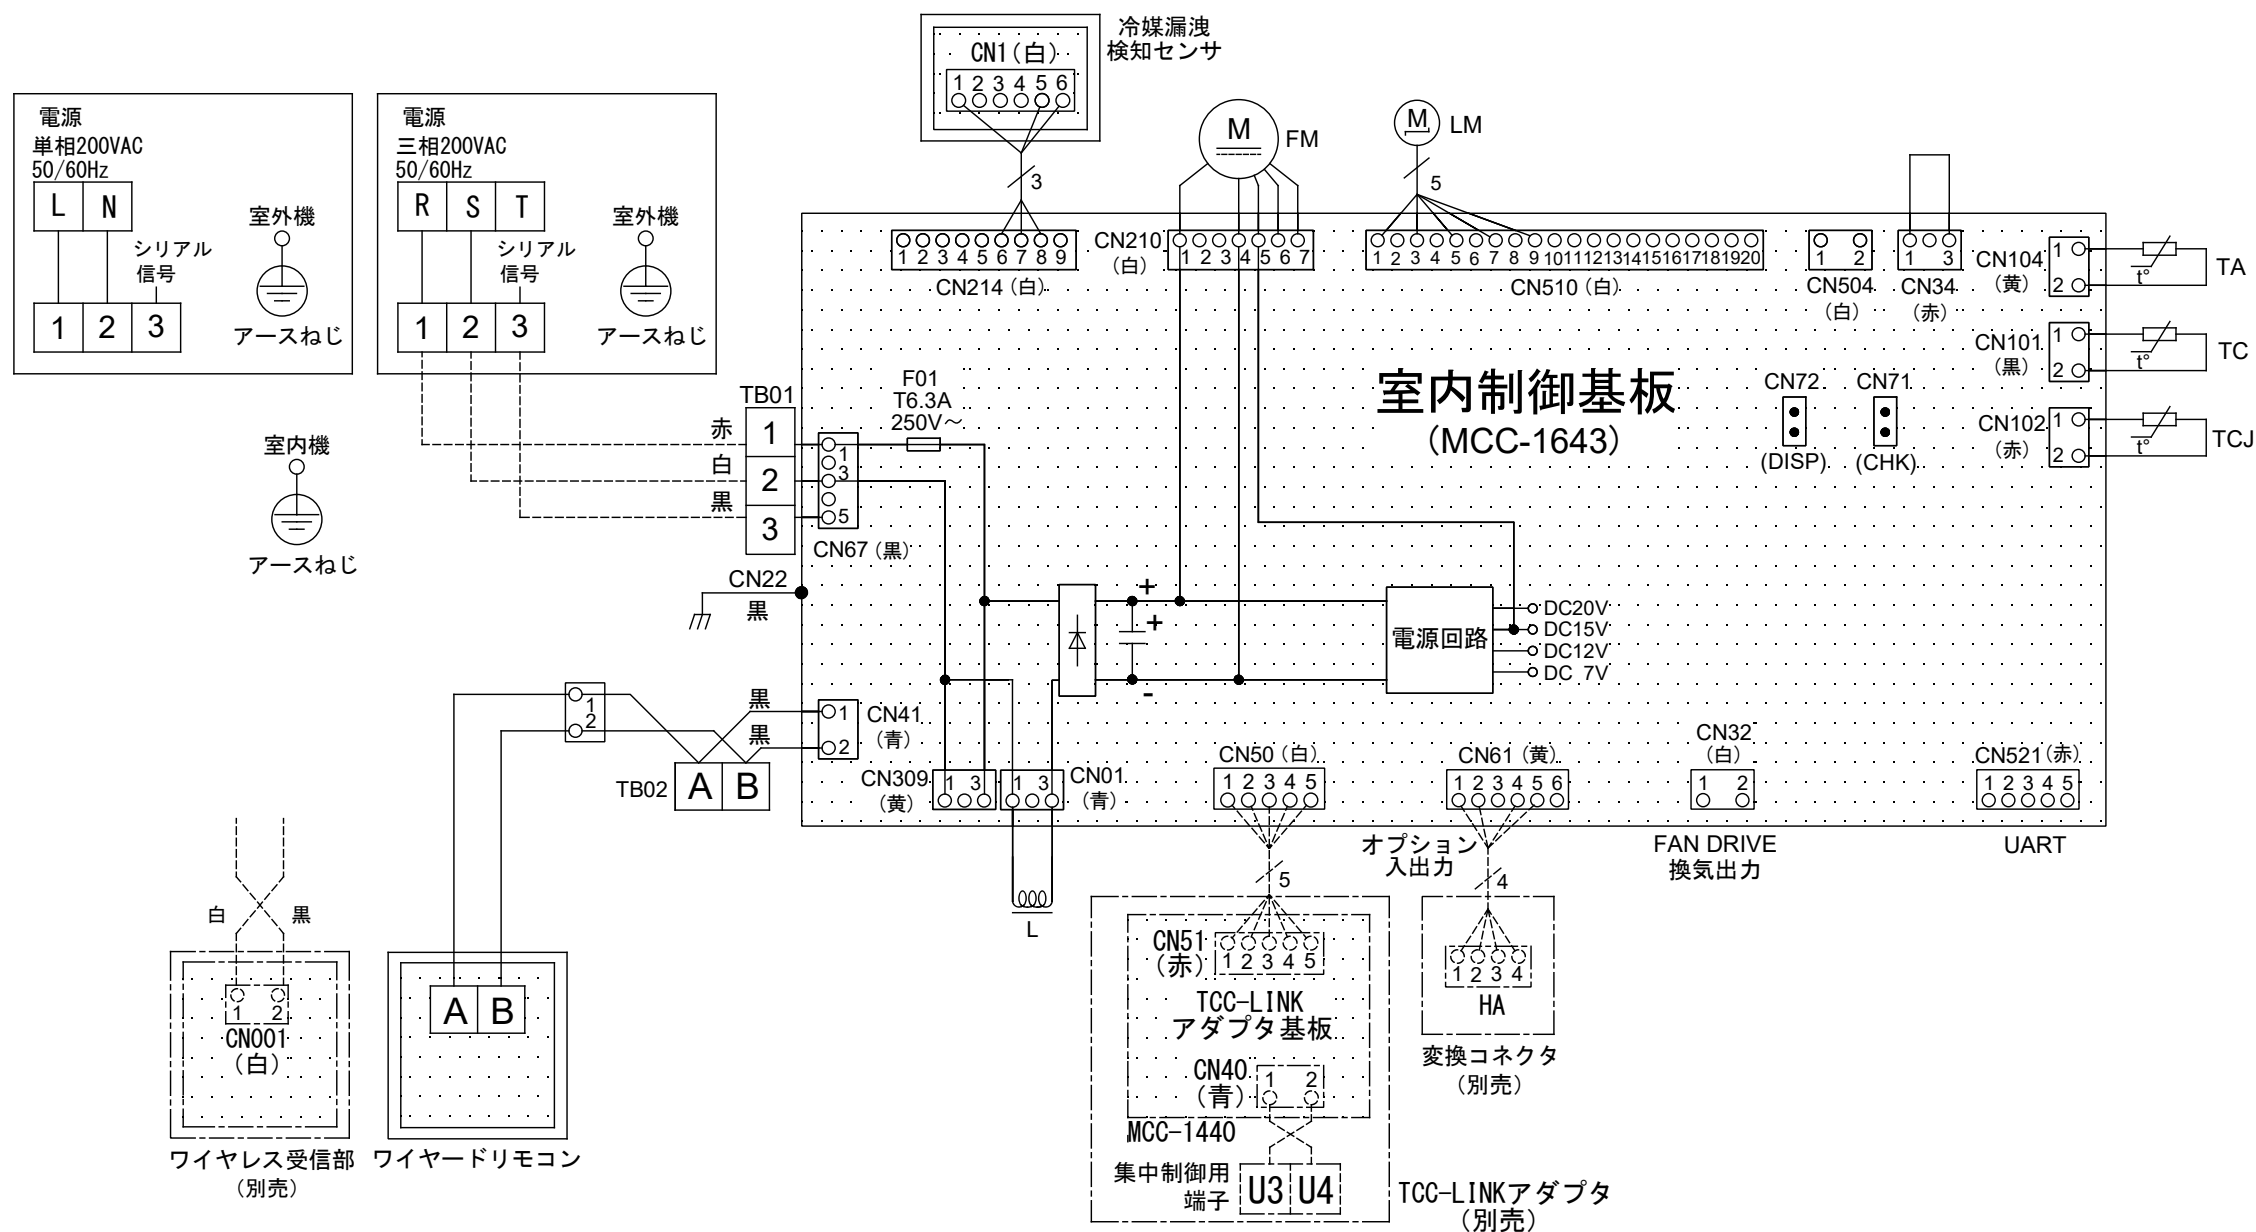 冷媒漏洩
検知センサ
CN1(白)
1 2 3 4 5 6
3
電源
単相200VAC
50/60Hz
L N
シリアル
信号
1 2 3
室外機
アースねじ
電源
三相200VAC
50/60Hz
R S T
シリアル
信号
1 2 3
室外機
アースねじ
室内機
アースねじ
M
FM
M
LM
5
1 2 3 4 5 6 7 8 9
CN214(白)
CN210
(白)
1 2 3 4 5 6 7
1 2 3 4 5 6 7 8 9 10 11 12 13 14 15 16 17 18 19 20
CN510(白)
1 2
CN504
(白)
1 3
CN34
(赤)
CN104
(黄)
1
2
t°
TA
CN101
(黒)
1
2
t°
TC
CN102
(赤)
1
2
t°
TCJ
室内制御基板
(MCC-1643)
CN72
(DISP)
CN71
(CHK)
TB01
赤
1
白
2
黒
3
1
3
5
CN67(黒)
F01
T6.3A
250V～
CN22
黒
+
+
-
電源回路
DC20V
DC15V
DC12V
DC 7V
1
2
黒
黒
TB02
A B
1
2
CN41
(青)
CN309
(黄)
1 3
1 3
CN01
(青)
L
CN50(白)
1 2 3 4 5
5
オプション
入出力
CN61(黄)
1 2 3 4 5 6
4
CN32
(白)
1 2
FAN DRIVE
換気出力
CN521(赤)
1 2 3 4 5
UART
白 黒
1 2
CN001
(白)
ワイヤレス受信部
(別売)
A B
ワイヤードリモコン
CN51
(赤)
1 2 3 4 5
TCC-LINK
アダプタ基板
CN40
(青)
1 2
MCC-1440
集中制御用
端子
U3 U4
TCC-LINKアダプタ
(別売)
1 2 3 4
HA
変換コネクタ
(別売)